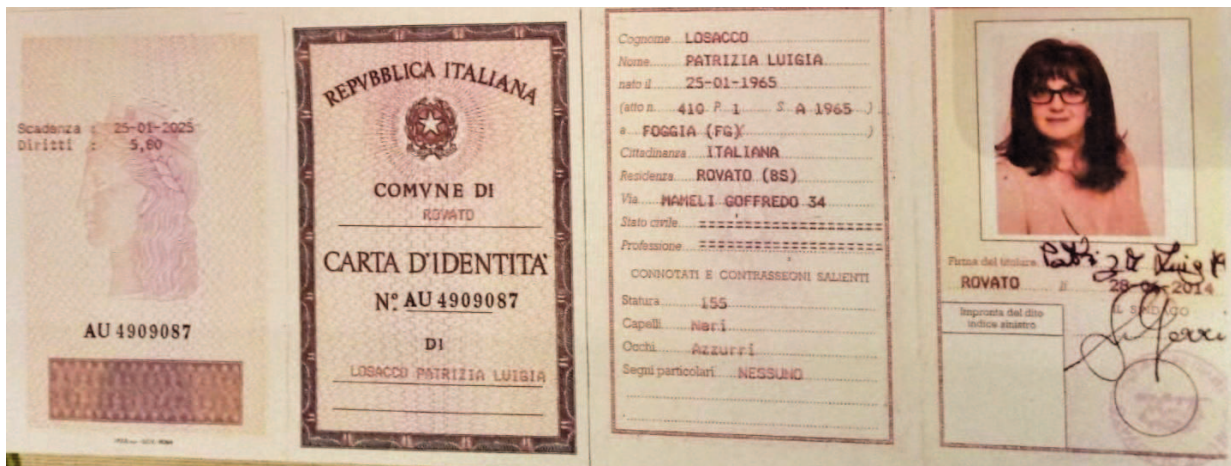 Scadenza : 25-01-2025
Diritti : 5,60
AU 4909087
REPVBBLICA ITALIANA
COMVNE DI
ROVATO
CARTA D'IDENTITA'
N° AU 4909087
DI
LOSACCO PATRIZIA LUIGIA
Cognome LOSACCO
Nome PATRIZIA LUIGIA
nato il 25-01-1965
(atto n. 410 P. 1 S. A 1965 )
a FOGGIA (FG) )
Cittadinanza ITALIANA
Residenza ROVATO (BS)
Via MAMELI GOFFREDO 34
Stato civile ====================
Professione ====================
CONNOTATI E CONTRASSEGNI SALIENTI
Statura 155
Capelli Neri
Occhi Azzurri
Segni particolari NESSUNO
Firma del titolare
ROVATO il 2014
IL SINDACO
Impronta del dito
indice sinistro